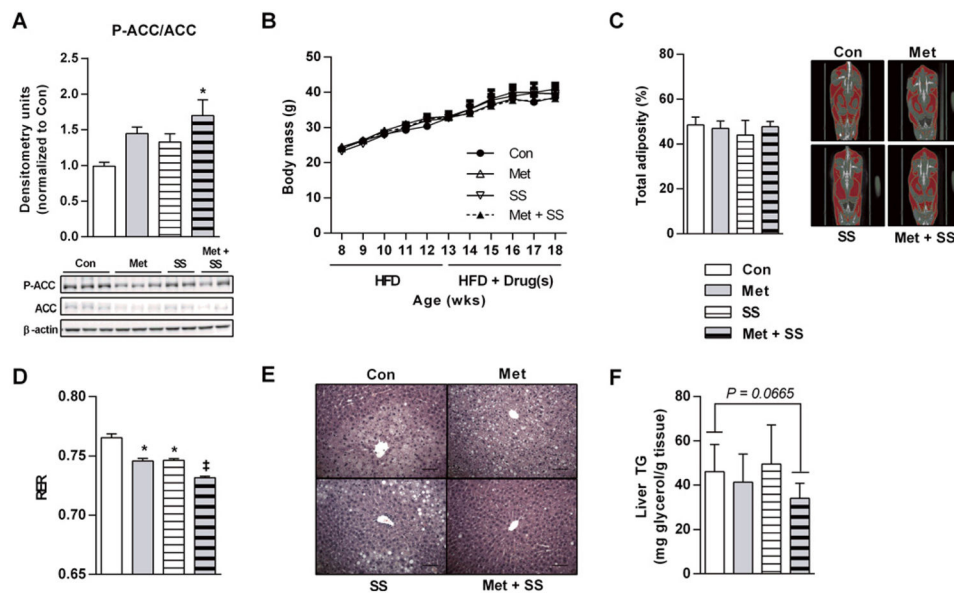 A
P-ACC/ACC
Densitometry units
(normalized to Con)
2.5
2.0
1.5
1.0
0.5
0.0
*
Con Met SS Met + SS
P-ACC
ACC
β-actin
B
Body mass (g)
60
40
20
0
Con
Met
SS
Met + SS
8 9 10 11 12 13 14 15 16 17 18
HFD HFD + Drug(s)
Age (wks)
C
Total adiposity (%)
80
60
40
20
0
Con Met
SS Met + SS
Con
Met
SS
Met + SS
D
RER
0.80
0.75
0.70
0.65
* * ‡
E
Con Met
SS Met + SS
F
Liver TG
(mg glycerol/g tissue)
80
60
40
20
0
P = 0.0665